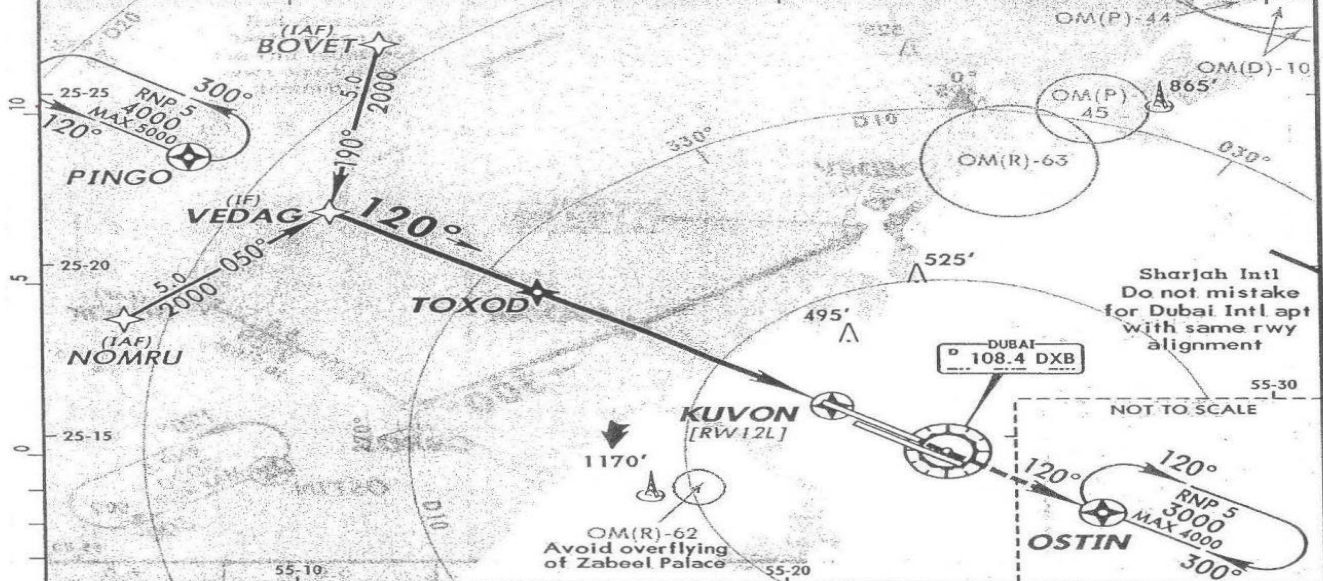 D20
(IAF)
BOVET
5.0
2000
190°
OM(P)-44
OM(D)-10
10
25-25
300°
RNP 5
4000
MAX 5000
120°
PINGO
865'
OM(P)
45
D10
330°
OM(R)-63
030°
(IF)
VEDAG
120°
5
25-20
5.0
050°
2000
(IAF)
NOMRU
TOXOD
525'
495'
Sharjah Intl
Do not mistake
for Dubai Intl apt
with same rwy
alignment
DUBAI
D 108.4 DXB
55-30
NOT TO SCALE
KUVON
[RW12L]
0
25-15
270°
1170'
120°
120°
RNP 5
3000
MAX 4000
300°
OSTIN
D10
OM(R)-62
Avoid overflying
of Zabeel Palace
55-10
55-20